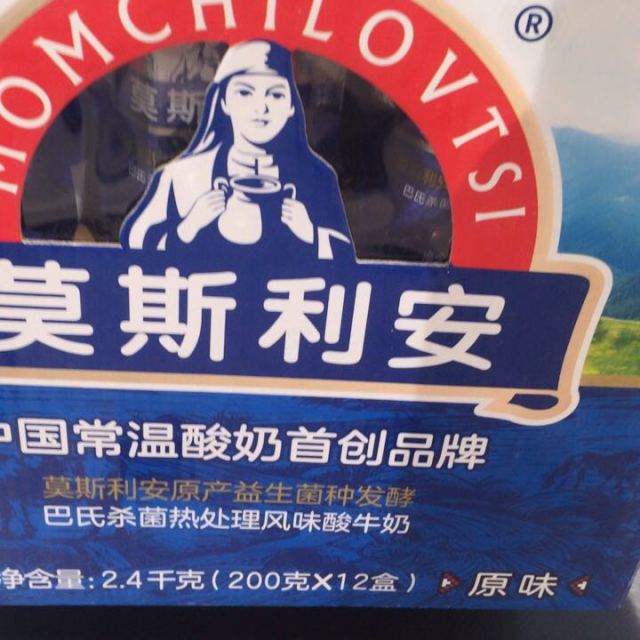 MOMCHILOVTSI
®
莫斯利安
中国常温酸奶首创品牌
莫斯利安原产益生菌种发酵
巴氏杀菌热处理风味酸牛奶
净含量:2.4千克(200克X12盒) 原味